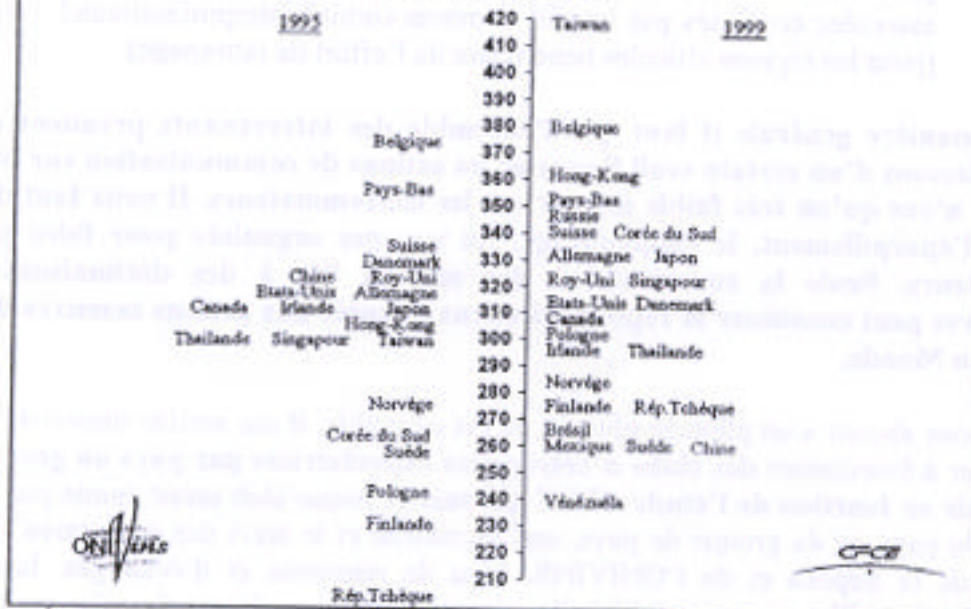 1995 420 Taiwan 1999
410
400
390
Belgique 380 Belgique
370
Pays-Bas 360 Hong-Kong
350 Pays-Bas
Russie
Suisse 340 Suisse Corée du Sud
Danemark 330 Allemagne Japon
Chine Roy-Uni 320 Roy-Uni Singapour
Etats-Unis Allemagne
Canada Irlande Japon 310 Etats-Unis Danemark
Hong-Kong Canada
Thailande Singapour Taiwan 300 Pologne
Irlande Thailande
290
280 Norvége
Norvége 270 Finlande Rép.Tchèque
Corée du Sud Brésil
Suède 260 Mexique Suède Chine
250
Pologne 240 Vénézuela
Finlande 230
220
210
Rép.Tchèque